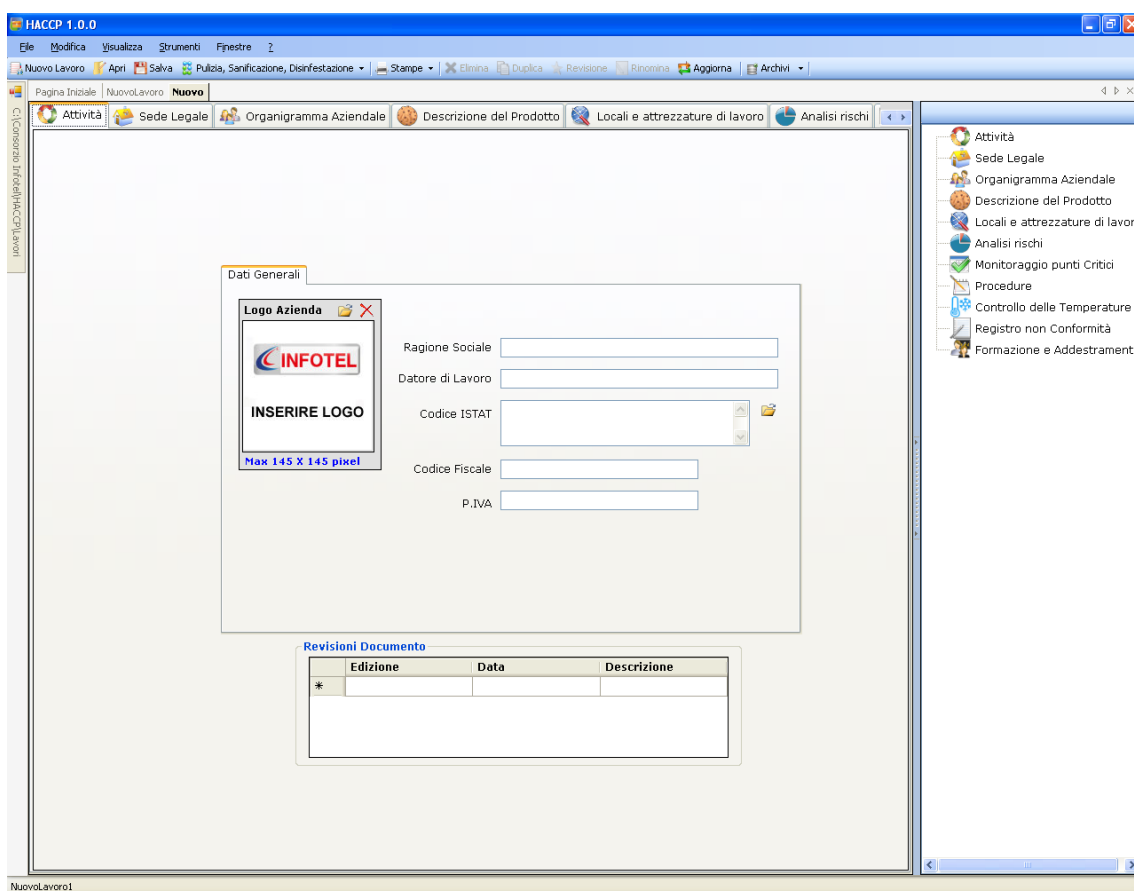 HACCP 1.0.0
File Modifica Visualizza Strumenti Finestre ?
Nuovo Lavoro Apri Salva Pulizia, Sanificazione, Disinfestazione Stampe Elimina Duplica Revisione Rinomina Aggiorna Archivi
Pagina Iniziale NuovoLavoro Nuovo
C:\Consorzio Infotel\HACCP\Lavori
Attività Sede Legale Organigramma Aziendale Descrizione del Prodotto Locali e attrezzature di lavoro Analisi rischi
Dati Generali
Logo Azienda
INFOTEL
INSERIRE LOGO
Max 145 X 145 pixel
Ragione Sociale
Datore di Lavoro
Codice ISTAT
Codice Fiscale
P.IVA
Revisioni Documento
Edizione Data Descrizione
Attività
Sede Legale
Organigramma Aziendale
Descrizione del Prodotto
Locali e attrezzature di lavor
Analisi rischi
Monitoraggio punti Critici
Procedure
Controllo delle Temperature
Registro non Conformità
Formazione e Addestrament
NuovoLavoro1